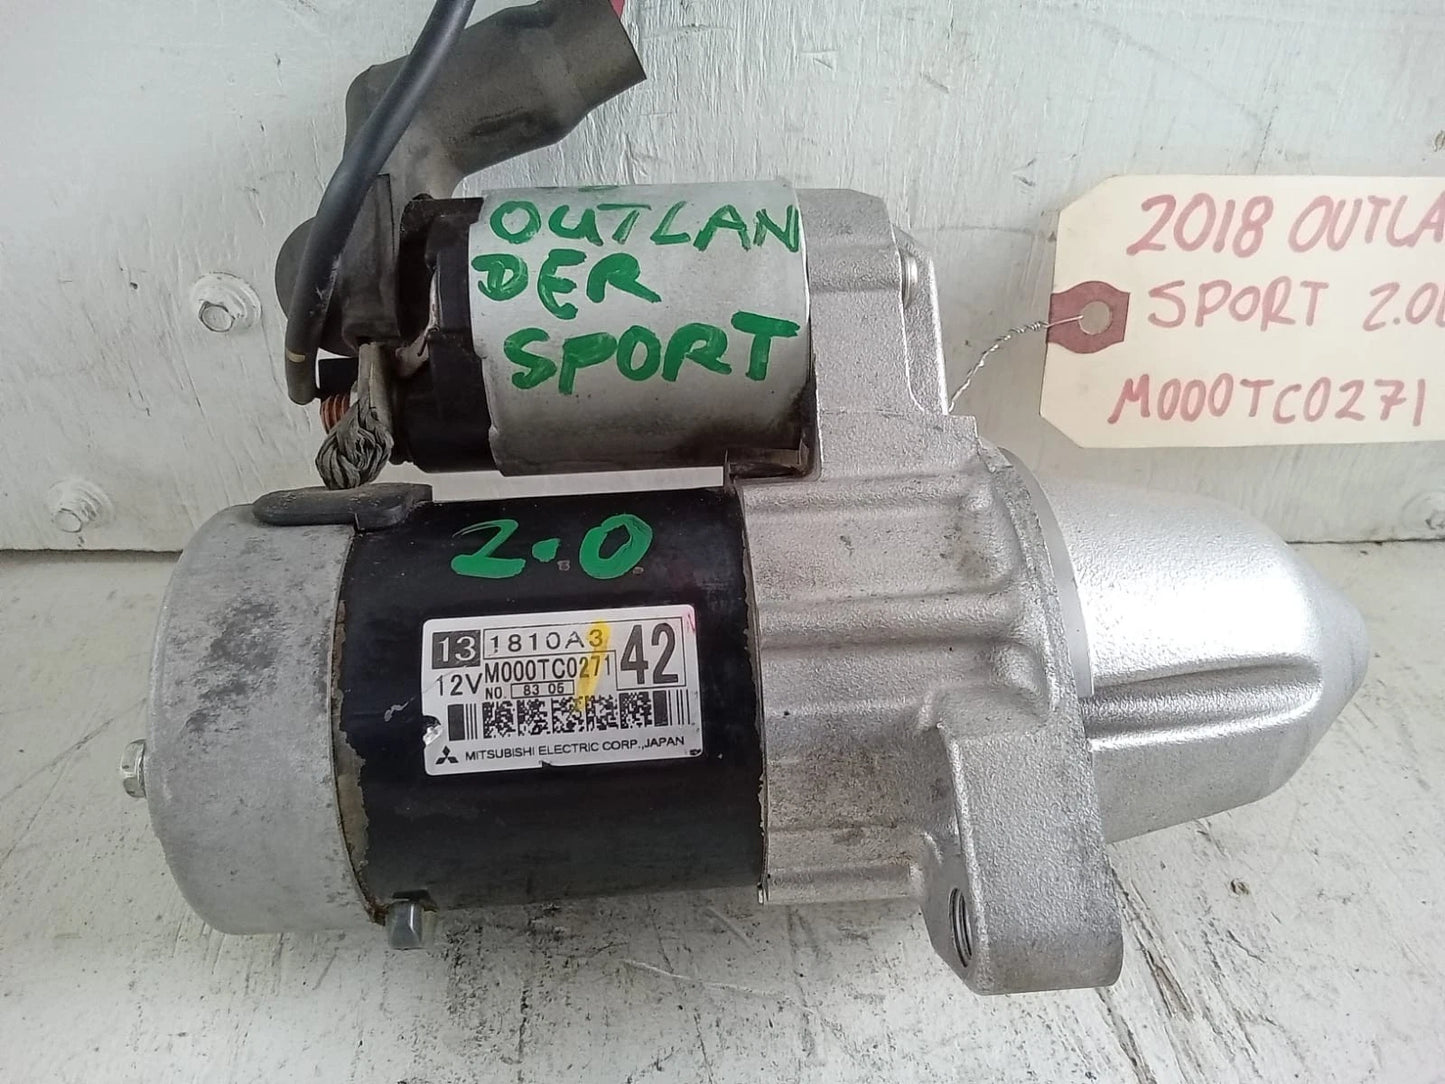 OUTLAN
DER
SPORT
2.0
13 1810A3 42
12V M000TC0271
NO. 83 05
MITSUBISHI ELECTRIC CORP., JAPAN
2018 OUTLA
SPORT 2.0
M000TC0271